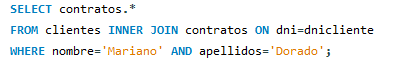 SELECT contratos.*
FROM clientes INNER JOIN contratos ON dni=dnicliente
WHERE nombre='Mariano' AND apellidos='Dorado';